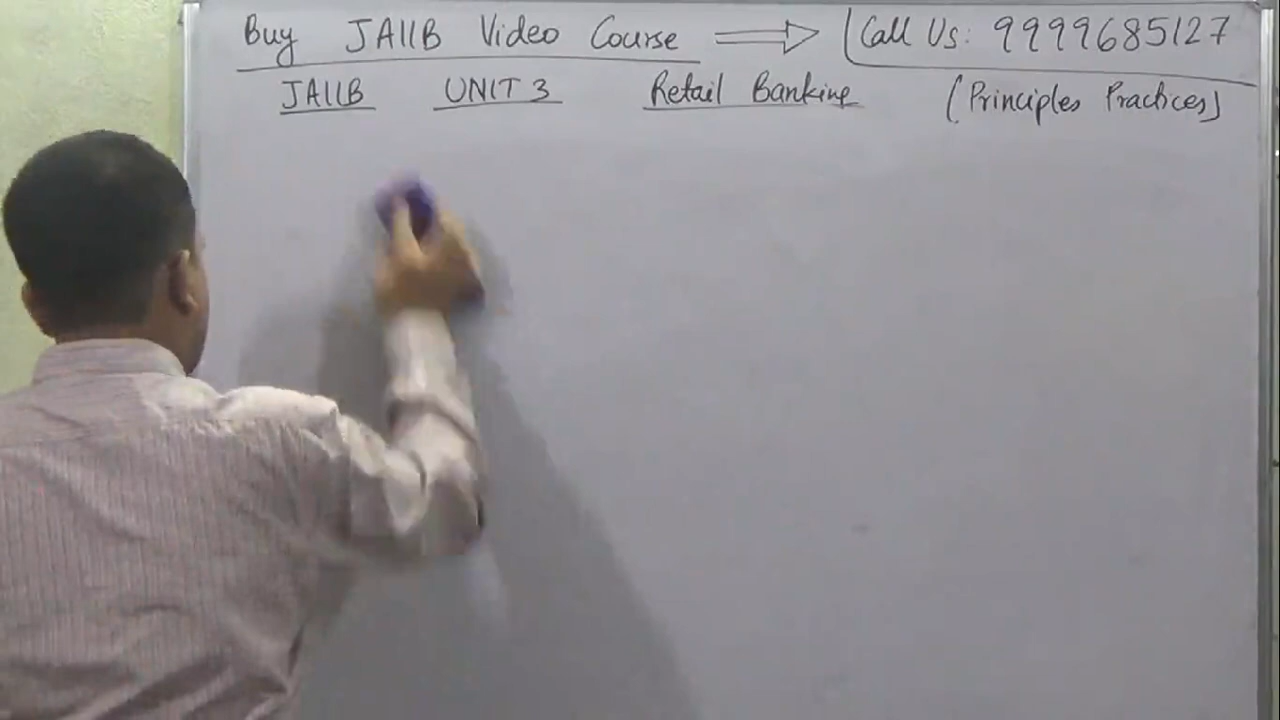 Buy JAIIB Video Course ⇒ Call Us: 9999685127
JAIIB UNIT 3 Retail Banking (Principles Practices)